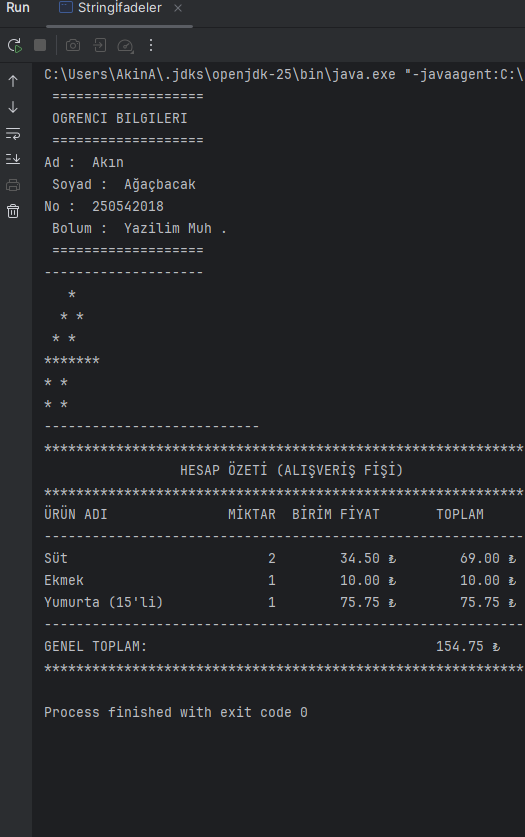 Run StringİfadeIer
C:\Users\AkinA\.jdks\openjdk-25\bin\java.exe "-javaagent:C:\
===================
OGRENCI BILGILERI
===================
Ad :  Akın
Soyad :  Ağaçbacak
No :  250542018
Bolum :  Yazilim Muh .
===================
--------------------
   *
  * *
 * *
*******
* *
* *
---------------------------
************************************************************
HESAP ÖZETİ (ALIŞVERİŞ FİŞİ)
************************************************************
ÜRÜN ADI               MİKTAR  BİRİM FİYAT       TOPLAM
------------------------------------------------------------
Süt                         2        34.50 ₺        69.00 ₺
Ekmek                       1        10.00 ₺        10.00 ₺
Yumurta (15'li)             1        75.75 ₺        75.75 ₺
------------------------------------------------------------
GENEL TOPLAM:                                    154.75 ₺
************************************************************
Process finished with exit code 0